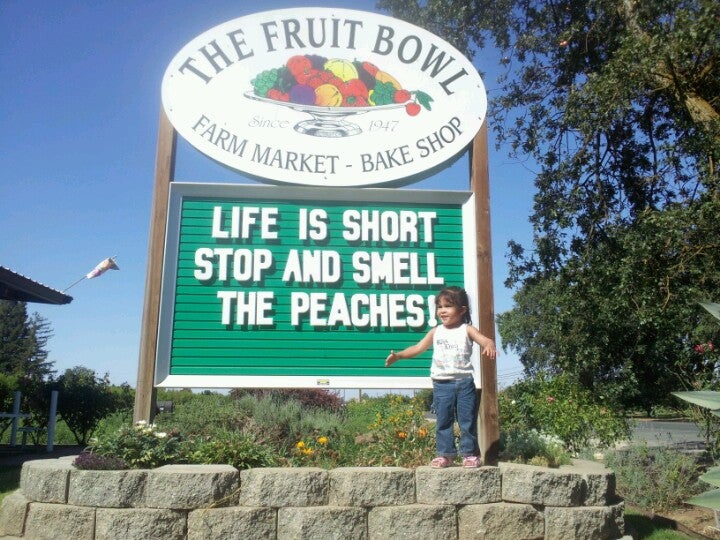 THE FRUIT BOWL
Since 1947
FARM MARKET - BAKE SHOP
LIFE IS SHORT
STOP AND SMELL
THE PEACHES!